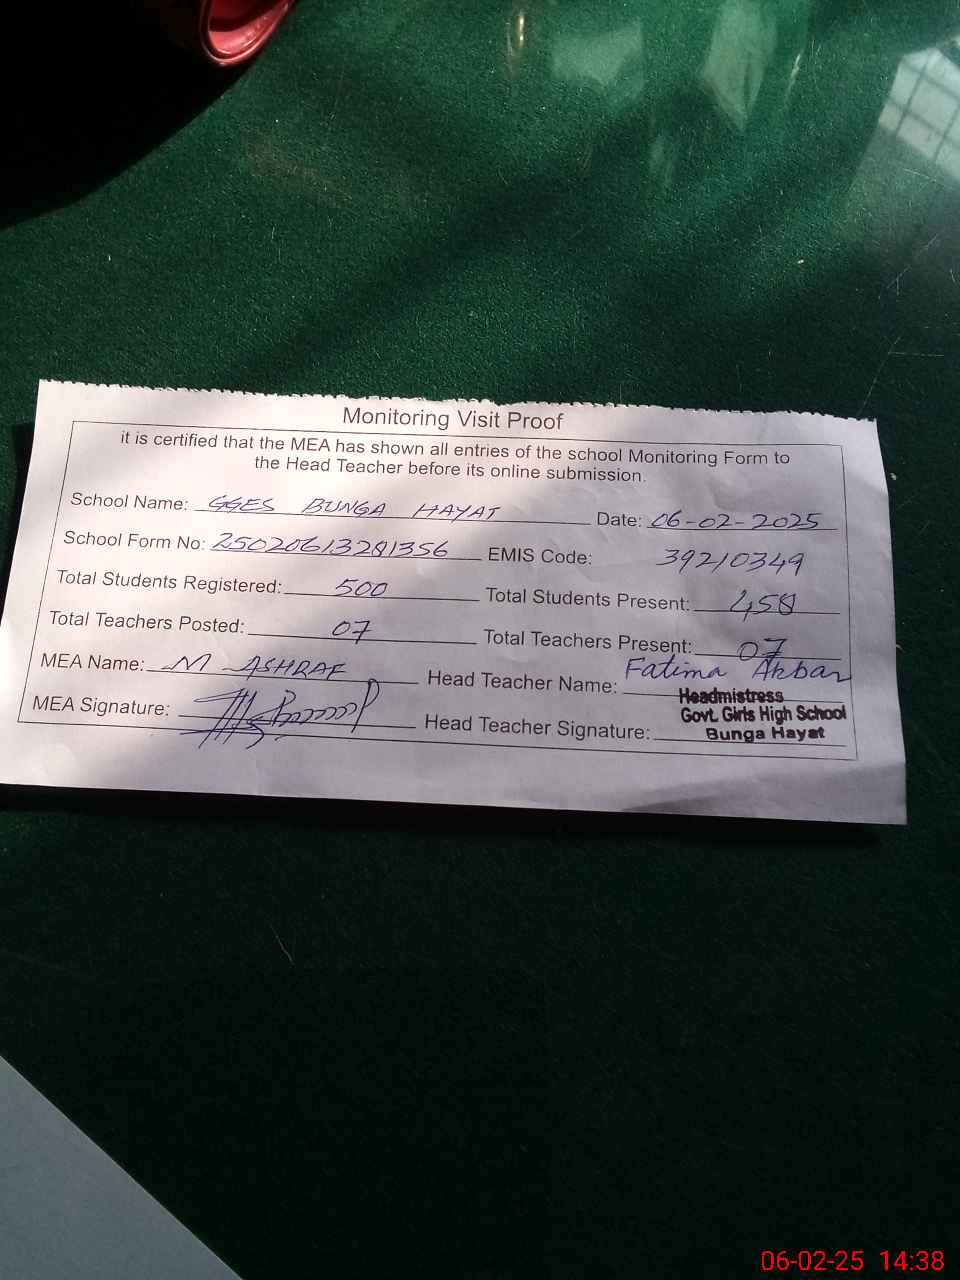 Monitoring Visit Proof
it is certified that the MEA has shown all entries of the school Monitoring Form to
the Head Teacher before its online submission.
School Name: GGES BUNGA HAYAT Date: 06-02-2025
School Form No: 25020613281356 EMIS Code: 39210349
Total Students Registered: 500 Total Students Present: 458
Total Teachers Posted: 07 Total Teachers Present: 07
MEA Name: M ASHRAF Head Teacher Name: Fatima Akbar
MEA Signature: Head Teacher Signature:
Headmistress
Govt. Girls High School
Bunga Hayat
06-02-25 14:38